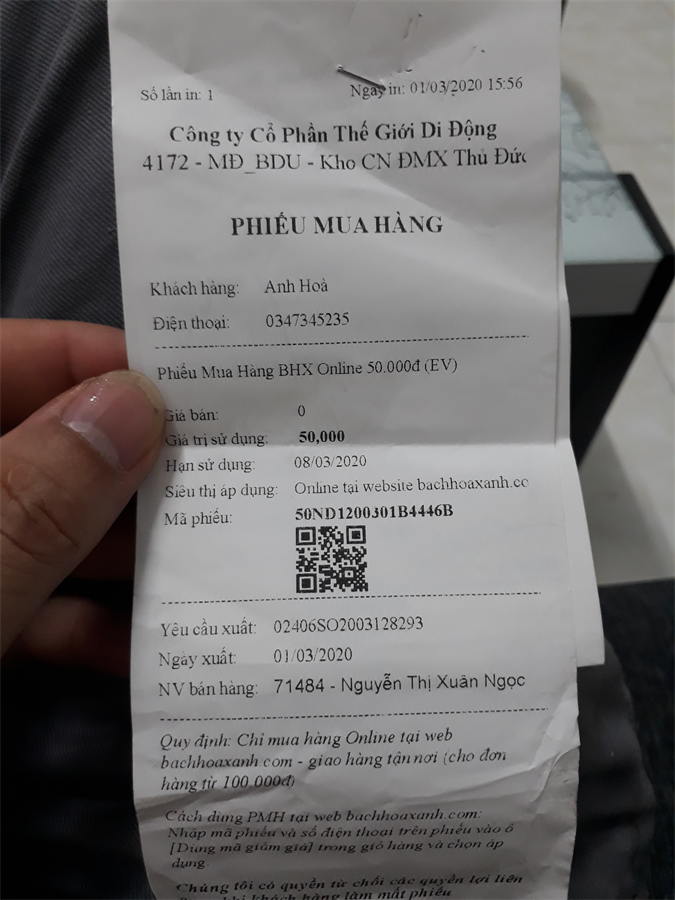 Số lần in: 1
Ngày in: 01/03/2020 15:56
Công ty Cổ Phần Thế Giới Di Động
4172 - MĐ_BDU - Kho CN ĐMX Thủ Đức
PHIẾU MUA HÀNG
Khách hàng: Anh Hoà
Điện thoại: 0347345235
Phiếu Mua Hàng BHX Online 50.000đ (EV)
Giá bán: 0
Giá trị sử dụng: 50,000
Hạn sử dụng: 08/03/2020
Siêu thị áp dụng: Online tại website bachhoaxanh.co
Mã phiếu: 50ND1200301B4446B
Yêu cầu xuất: 02406SO2003128293
Ngày xuất: 01/03/2020
NV bán hàng: 71484 - Nguyễn Thị Xuân Ngọc
Quy định: Chỉ mua hàng Online tại web
bachhoaxanh.com - giao hàng tận nơi (cho đơn
hàng từ 100.000đ)
Cách dùng PMH tại web bachhoaxanh.com:
Nhập mã phiếu và số điện thoại trên phiếu vào ô
[Dùng mã giảm giá] trong giỏ hàng và chọn áp
dụng
Chúng tôi có quyền từ chối các quyền lợi liên
khi khách hàng làm mất phiếu